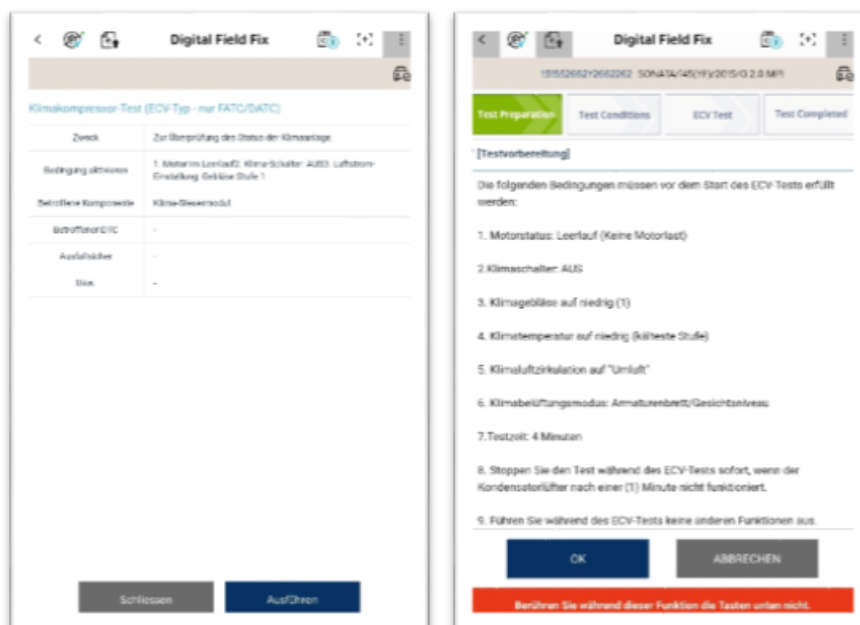 Digital Field Fix
Klimakompressor-Test (ECV-Typ - nur FATC/DATC)
Zweck
Zur Überprüfung des Status der Klimaanlage.
Bedingung aktivieren
1. Motor im Leerlauf2. Klima-Schalter: AUS3. Luftstrom-
Einstellung: Gebläse Stufe 1
Betroffene Komponente
Klima-Steuermodul
Betroffener DTC
-
Ausfallsicher
-
Usw.
-
Schliessen
Ausführen
Digital Field Fix
SONATA(YF)/2015/G 2.0 MPI
Test Preparation
Test Conditions
ECV Test
Test Completed
[Testvorbereitung]
Die folgenden Bedingungen müssen vor dem Start des ECV-Tests erfüllt
werden:
1. Motorstatus: Leerlauf (Keine Motorlast)
2.Klimaschalter: AUS
3. Klimagebläse auf niedrig (1)
4. Klimatemperatur auf niedrig (kälteste Stufe)
5. Klimaluftzirkulation auf "Umluft"
6. Klimabelüftungsmodus: Armaturenbrett/Gesichtsniveau
7.Testzeit: 4 Minuten
8. Stoppen Sie den Test während des ECV-Tests sofort, wenn der
Kondensatorlüfter nach einer (1) Minute nicht funktioniert.
9. Führen Sie während des ECV-Tests keine anderen Funktionen aus.
OK
ABBRECHEN
Berühren Sie während dieser Funktion die Tasten unten nicht.